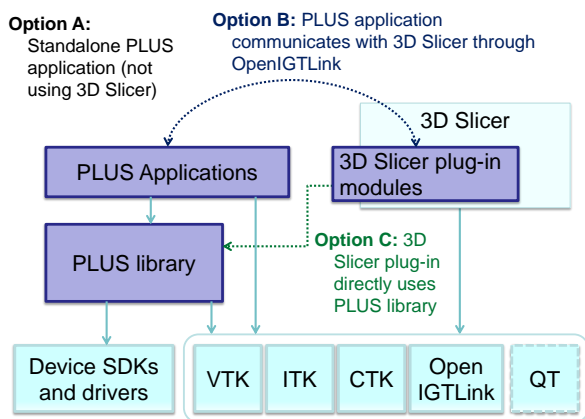 Option A:
Standalone PLUS
application (not
using 3D Slicer)
Option B: PLUS application
communicates with 3D Slicer through
OpenIGTLink
3D Slicer
PLUS Applications
3D Slicer plug-in
modules
PLUS library
Option C: 3D
Slicer plug-in
directly uses
PLUS library
Device SDKs
and drivers
VTK
ITK
CTK
Open
IGTLink
QT